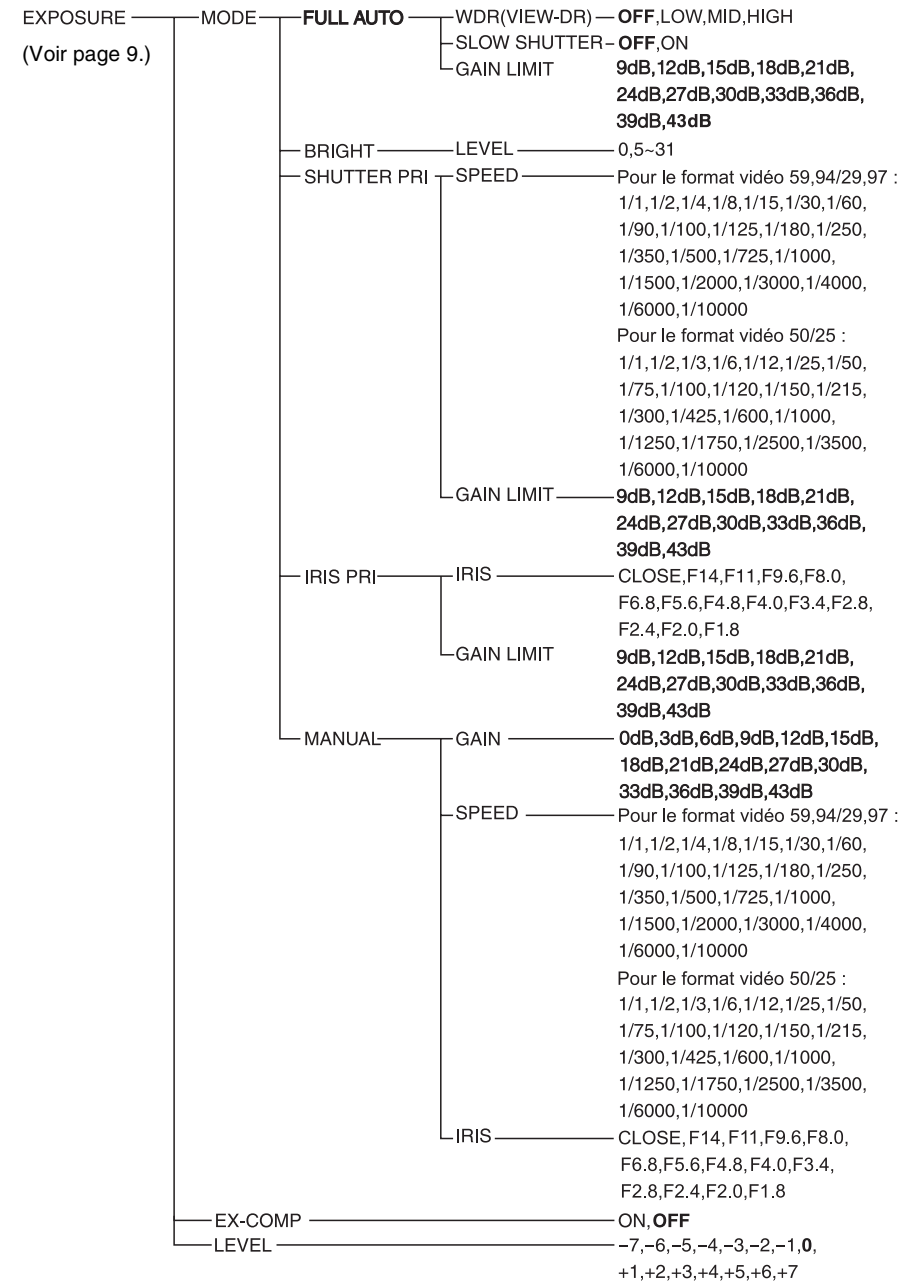 EXPOSURE MODE FULL AUTO WDR(VIEW-DR) OFF,LOW,MID,HIGH
(Voir page 9.) SLOW SHUTTER OFF,ON
GAIN LIMIT 9dB,12dB,15dB,18dB,21dB,
24dB,27dB,30dB,33dB,36dB,
39dB,43dB
BRIGHT LEVEL 0,5~31
SHUTTER PRI SPEED Pour le format vidéo 59,94/29,97 :
1/1,1/2,1/4,1/8,1/15,1/30,1/60,
1/90,1/100,1/125,1/180,1/250,
1/350,1/500,1/725,1/1000,
1/1500,1/2000,1/3000,1/4000,
1/6000,1/10000
Pour le format vidéo 50/25 :
1/1,1/2,1/3,1/6,1/12,1/25,1/50,
1/75,1/100,1/120,1/150,1/215,
1/300,1/425,1/600,1/1000,
1/1250,1/1750,1/2500,1/3500,
1/6000,1/10000
GAIN LIMIT 9dB,12dB,15dB,18dB,21dB,
24dB,27dB,30dB,33dB,36dB,
39dB,43dB
IRIS PRI IRIS CLOSE,F14,F11,F9.6,F8.0,
F6.8,F5.6,F4.8,F4.0,F3.4,F2.8,
F2.4,F2.0,F1.8
GAIN LIMIT 9dB,12dB,15dB,18dB,21dB,
24dB,27dB,30dB,33dB,36dB,
39dB,43dB
MANUAL GAIN 0dB,3dB,6dB,9dB,12dB,15dB,
18dB,21dB,24dB,27dB,30dB,
33dB,36dB,39dB,43dB
SPEED Pour le format vidéo 59,94/29,97 :
1/1,1/2,1/4,1/8,1/15,1/30,1/60,
1/90,1/100,1/125,1/180,1/250,
1/350,1/500,1/725,1/1000,
1/1500,1/2000,1/3000,1/4000,
1/6000,1/10000
Pour le format vidéo 50/25 :
1/1,1/2,1/3,1/6,1/12,1/25,1/50,
1/75,1/100,1/120,1/150,1/215,
1/300,1/425,1/600,1/1000,
1/1250,1/1750,1/2500,1/3500,
1/6000,1/10000
IRIS CLOSE,F14,F11,F9.6,F8.0,
F6.8,F5.6,F4.8,F4.0,F3.4,
F2.8,F2.4,F2.0,F1.8
EX-COMP ON,OFF
LEVEL –7,–6,–5,–4,–3,–2,–1,0,
+1,+2,+3,+4,+5,+6,+7